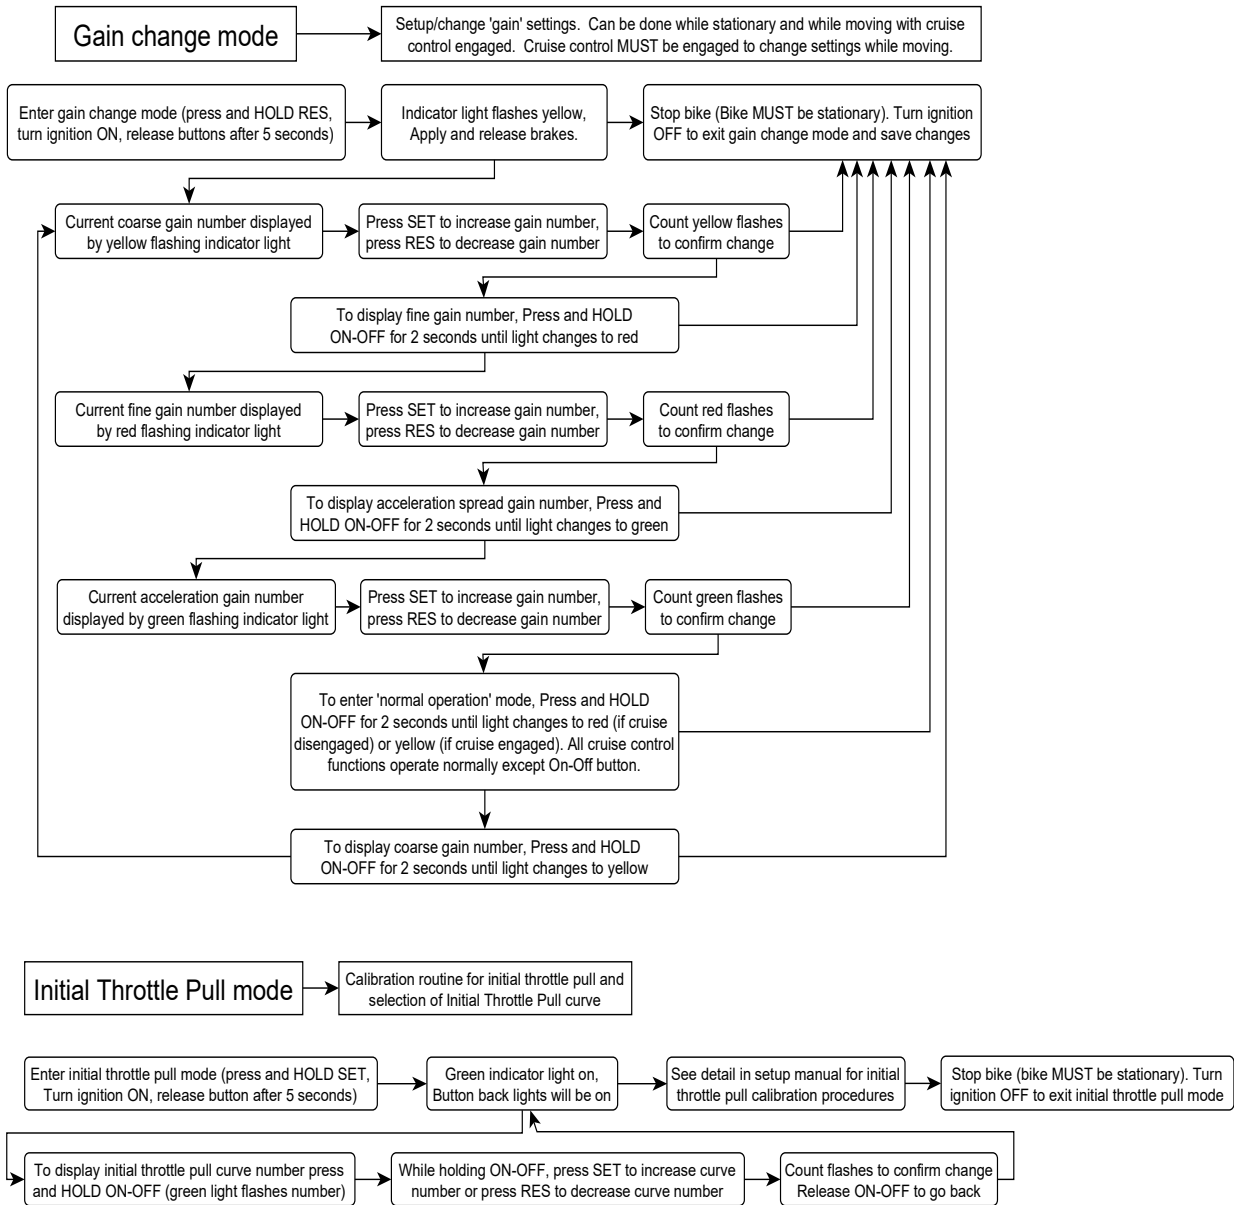 Gain change mode
Setup/change 'gain' settings.  Can be done while stationary and while moving with cruise
control engaged.  Cruise control MUST be engaged to change settings while moving.
Enter gain change mode (press and HOLD RES,
turn ignition ON, release buttons after 5 seconds)
Indicator light flashes yellow,
Apply and release brakes.
Stop bike (Bike MUST be stationary). Turn ignition
OFF to exit gain change mode and save changes
Current coarse gain number displayed
by yellow flashing indicator light
Press SET to increase gain number,
press RES to decrease gain number
Count yellow flashes
to confirm change
To display fine gain number, Press and HOLD
ON-OFF for 2 seconds until light changes to red
Current fine gain number displayed
by red flashing indicator light
Press SET to increase gain number,
press RES to decrease gain number
Count red flashes
to confirm change
To display acceleration spread gain number, Press and
HOLD ON-OFF for 2 seconds until light changes to green
Current acceleration gain number
displayed by green flashing indicator light
Press SET to increase gain number,
press RES to decrease gain number
Count green flashes
to confirm change
To enter 'normal operation' mode, Press and HOLD
ON-OFF for 2 seconds until light changes to red (if cruise
disengaged) or yellow (if cruise engaged). All cruise control
functions operate normally except On-Off button.
To display coarse gain number, Press and HOLD
ON-OFF for 2 seconds until light changes to yellow
Initial Throttle Pull mode
Calibration routine for initial throttle pull and
selection of Initial Throttle Pull curve
Enter initial throttle pull mode (press and HOLD SET,
Turn ignition ON, release button after 5 seconds)
Green indicator light on,
Button back lights will be on
See detail in setup manual for initial
throttle pull calibration procedures
Stop bike (bike MUST be stationary). Turn
ignition OFF to exit initial throttle pull mode
To display initial throttle pull curve number press
and HOLD ON-OFF (green light flashes number)
While holding ON-OFF, press SET to increase curve
number or press RES to decrease curve number
Count flashes to confirm change
Release ON-OFF to go back